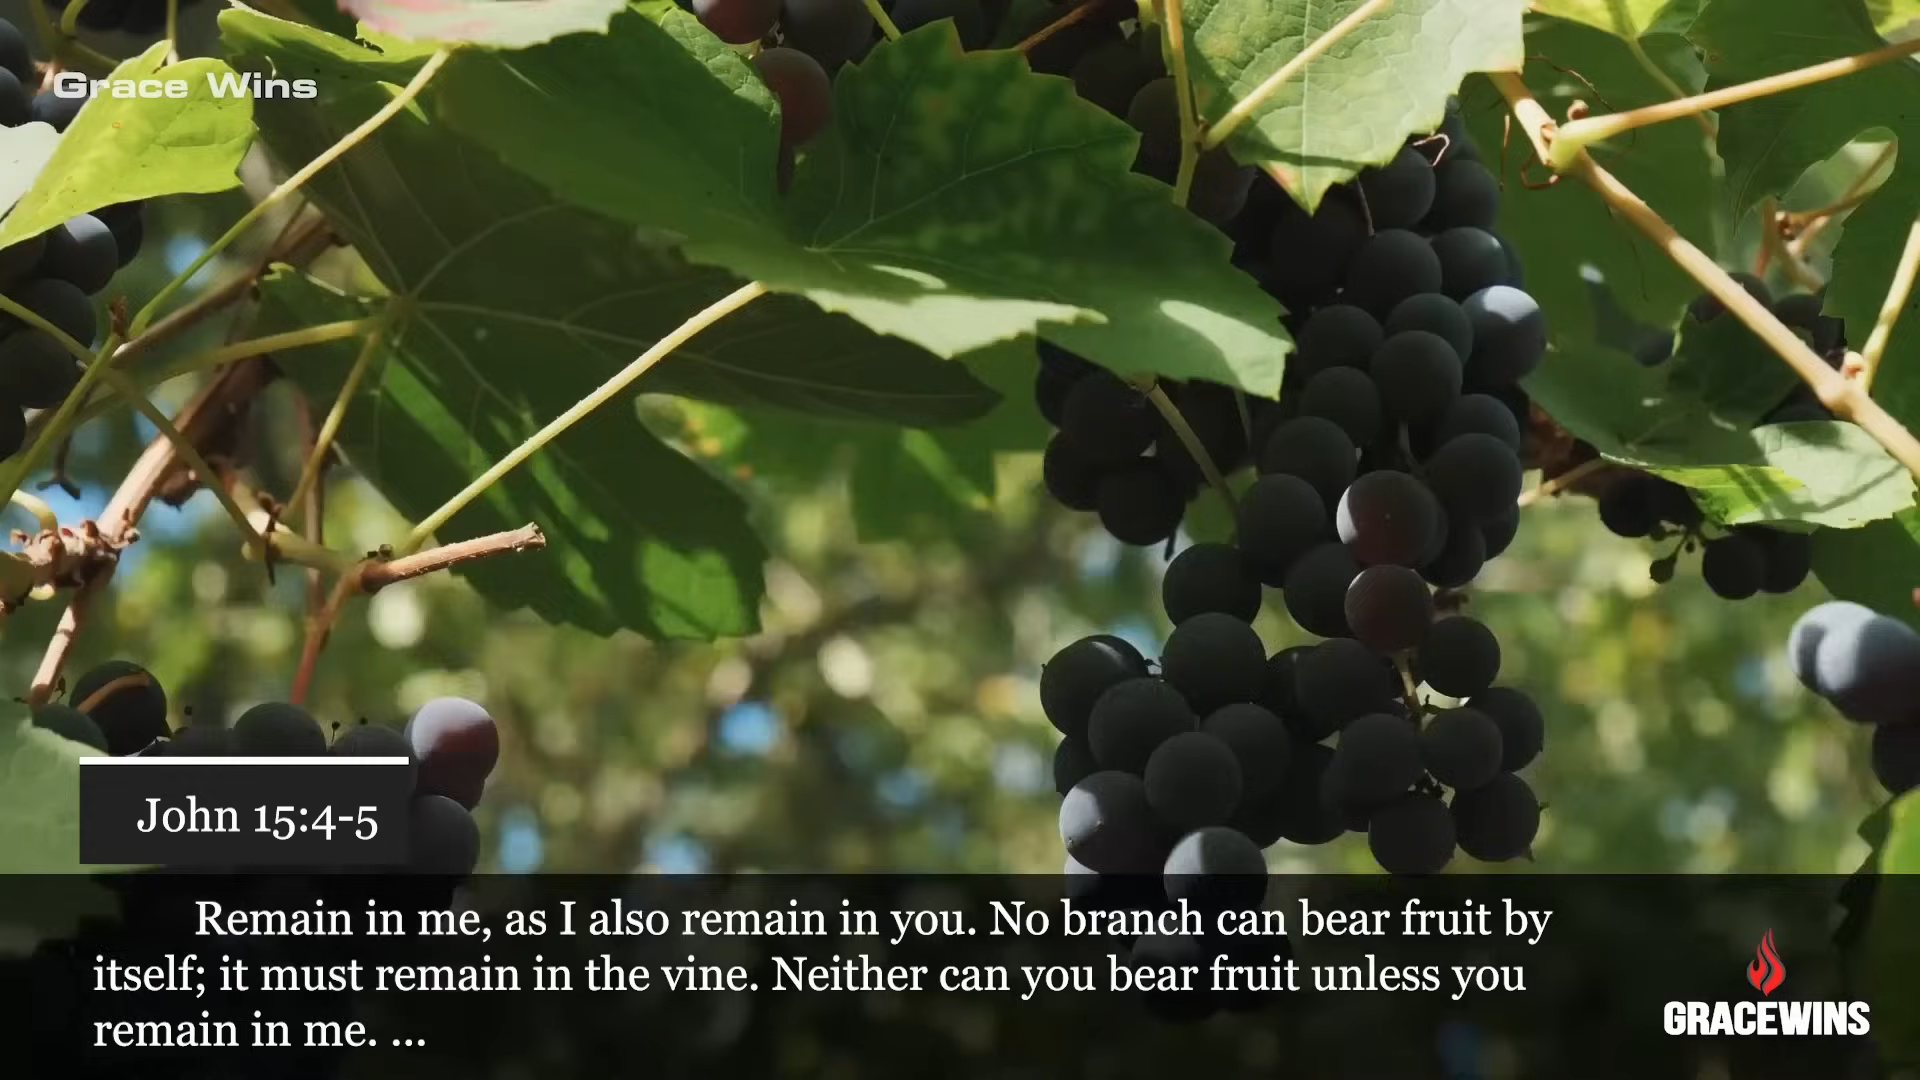 Grace Wins
John 15:4-5
Remain in me, as I also remain in you. No branch can bear fruit by
itself; it must remain in the vine. Neither can you bear fruit unless you
remain in me. ...
GRACEWINS